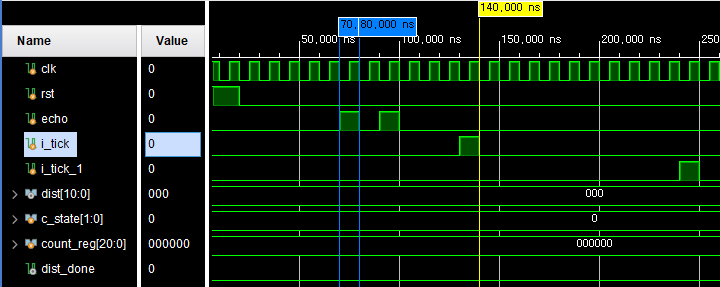 140,000 ns
70, 80,000 ns
Name Value
50,000 ns 100,000 ns 150,000 ns 200,000 ns 250
clk 0
rst 0
echo 0
i_tick 0
i_tick_1 0
dist[10:0] 000 000
c_state[1:0] 0 0
count_reg[20:0] 000000 000000
dist_done 0